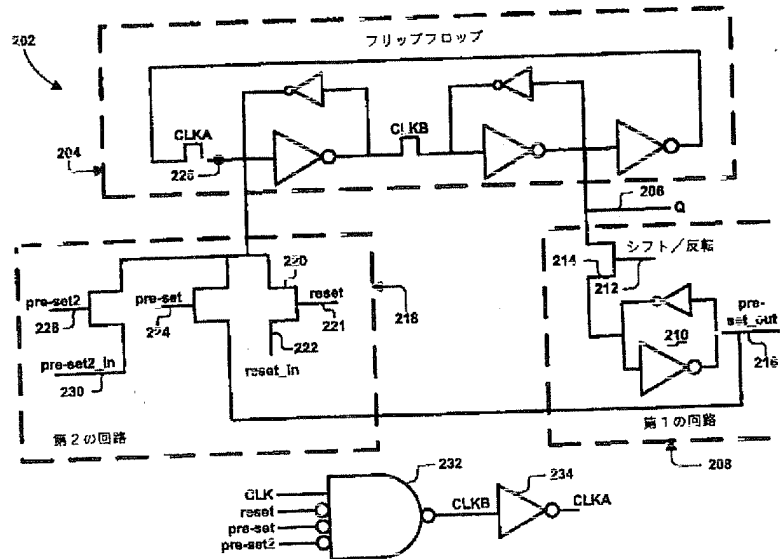 202
フリップフロップ
CLKA
CLKB
204
226
206
Q
220
pre-set2
228
pre-set
224
reset
221
222
218
pre-set2_in
230
reset_in
第2の回路
シフト/反転
214
212
pre-
set_out
210
216
第1の回路
208
232
234
CLK
reset
pre-set
pre-set2
CLKB
CLKA